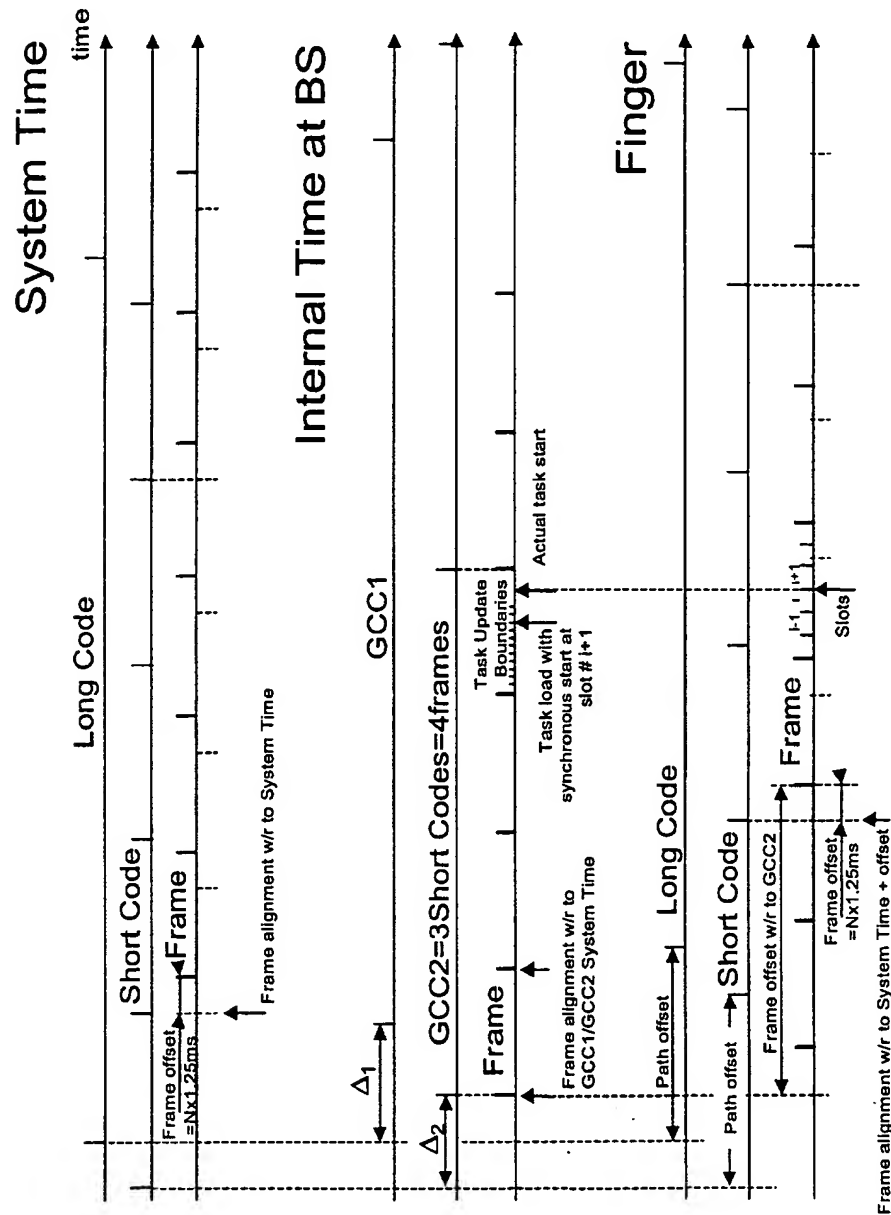 System Time
time
Long Code
Short Code
Frame
Frame offset
=Nx1.25ms
Frame alignment w/r to System Time
Internal Time at BS
Δ1
GCC1
Δ2
GCC2=3Short Codes=4frames
Frame
Frame alignment w/r to
GCC1/GCC2 System Time
Task Update
Boundaries
Task load with
synchronous start at
slot # i+1
Actual task start
Finger
Path offset
Long Code
Path offset
Short Code
Frame offset w/r to GCC2
Frame
Frame offset
=Nx1.25ms
i-1
i
i+1
Slots
Frame alignment w/r to System Time + offset